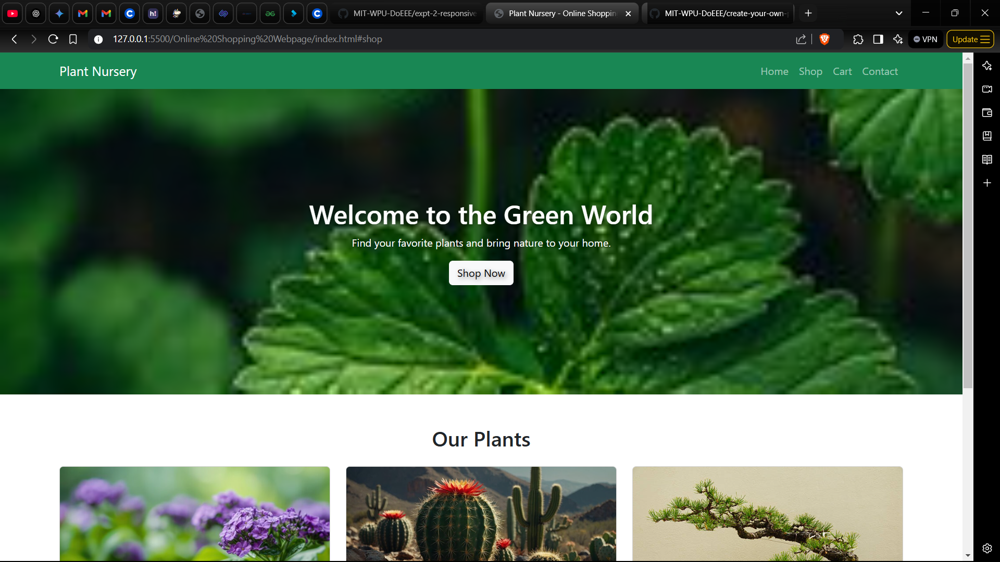 h!
MIT-WPU-DoEEE/expt-2-responsive
Plant Nursery - Online Shoppin
MIT-WPU-DoEEE/create-your-own-
127.0.0.1:5500/Online%20Shopping%20Webpage/index.html#shop
VPN
Update
Plant Nursery
Home
Shop
Cart
Contact
Welcome to the Green World
Find your favorite plants and bring nature to your home.
Shop Now
Our Plants